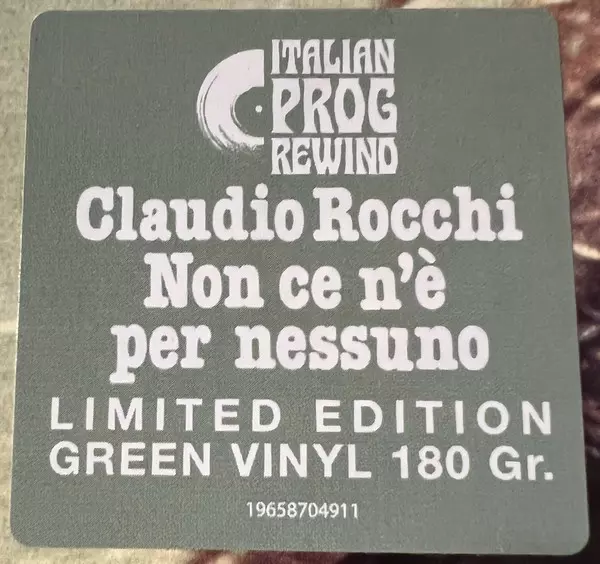 ITALIAN
PROG
REWIND
Claudio Rocchi
Non ce n'è
per nessuno
LIMITED EDITION
GREEN VINYL 180 Gr.
19658704911